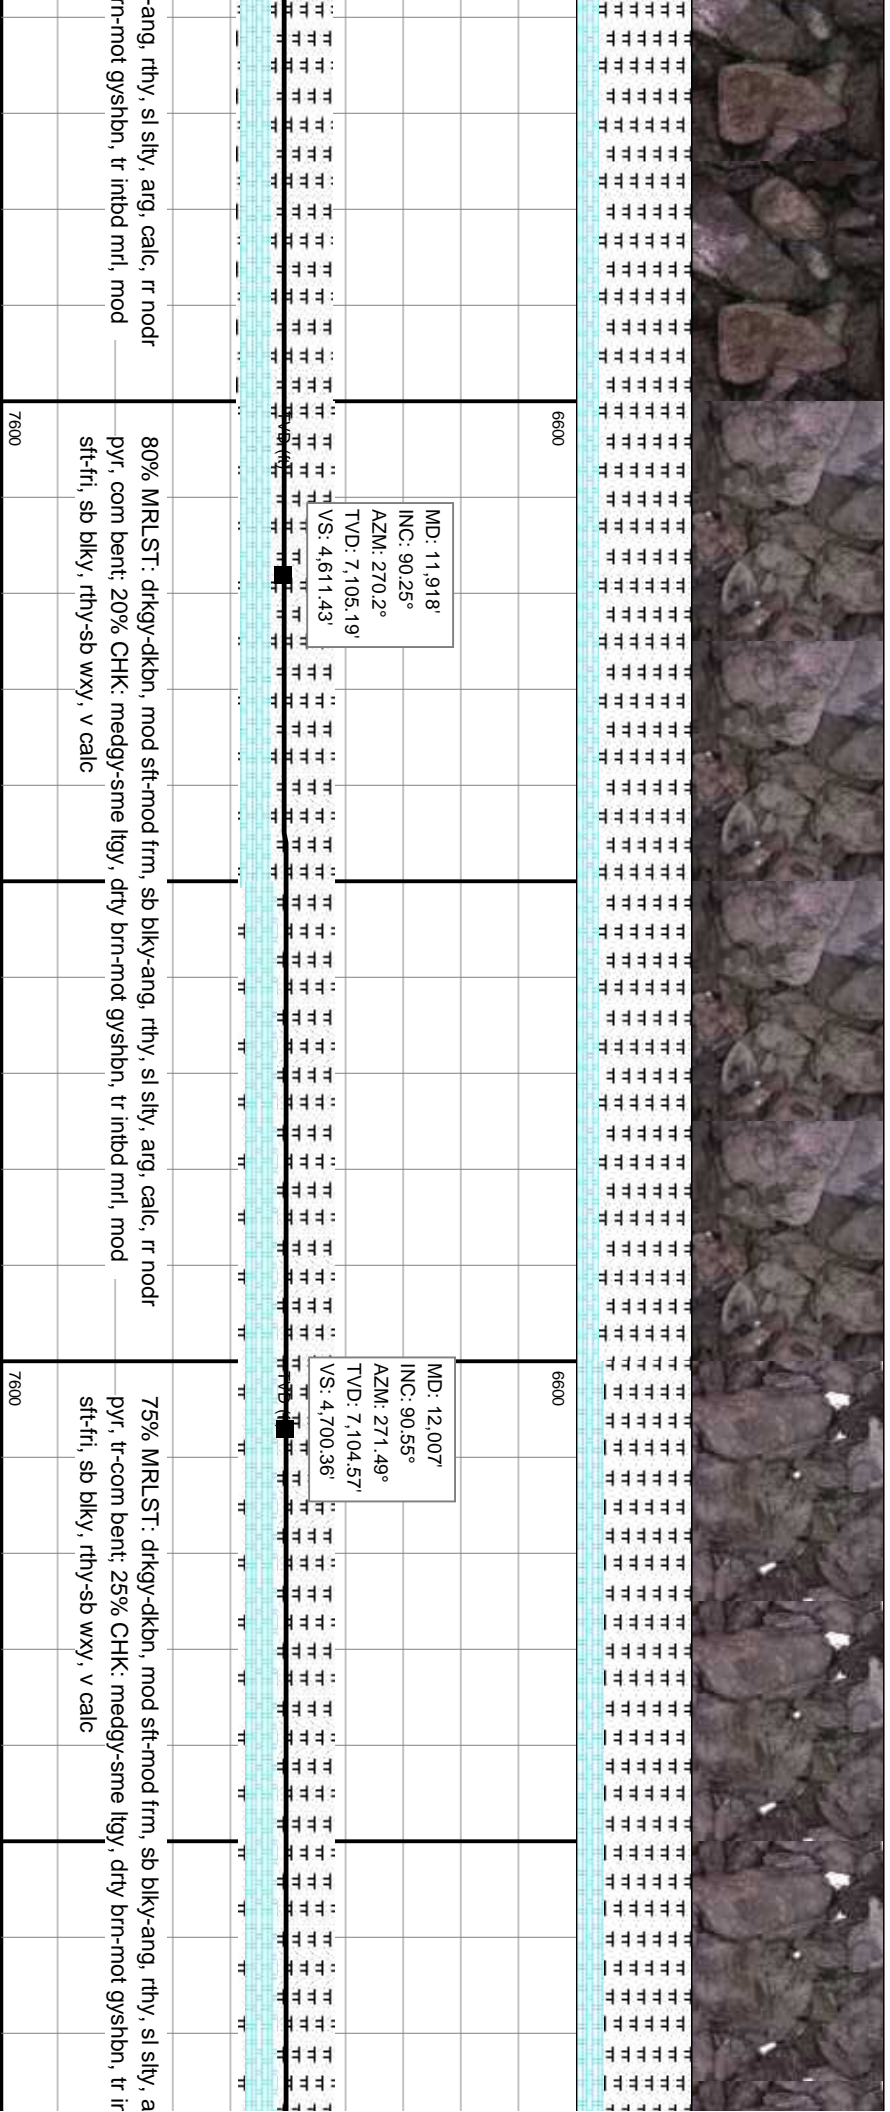 -ang, rthy, sl slty, arg, calc, rr nodr
rn-mot gyshbn, tr intbd mrl, mod
6600
TVD (ft)
7600
MD: 11,918'
INC: 90.25°
AZM: 270.2°
TVD: 7,105.19'
VS: 4,611.43'
80% MRLST: drkgy-dkbn, mod sft-mod frm, sb blky-ang, rthy, sl slty, arg, calc, rr nodr
pyr, com bent; 20% CHK: medgy-sme ltgy, drty brn-mot gyshbn, tr intbd mrl, mod
sft-fri, sb blky, rthy-sb wxy, v calc
6600
TVD
7600
MD: 12,007'
INC: 90.55°
AZM: 271.49°
TVD: 7,104.57'
VS: 4,700.36'
75% MRLST: drkgy-dkbn, mod sft-mod frm, sb blky-ang, rthy, sl slty, a
pyr, tr-com bent; 25% CHK: medgy-sme ltgy, drty brn-mot gyshbn, tr ir
sft-fri, sb blky, rthy-sb wxy, v calc